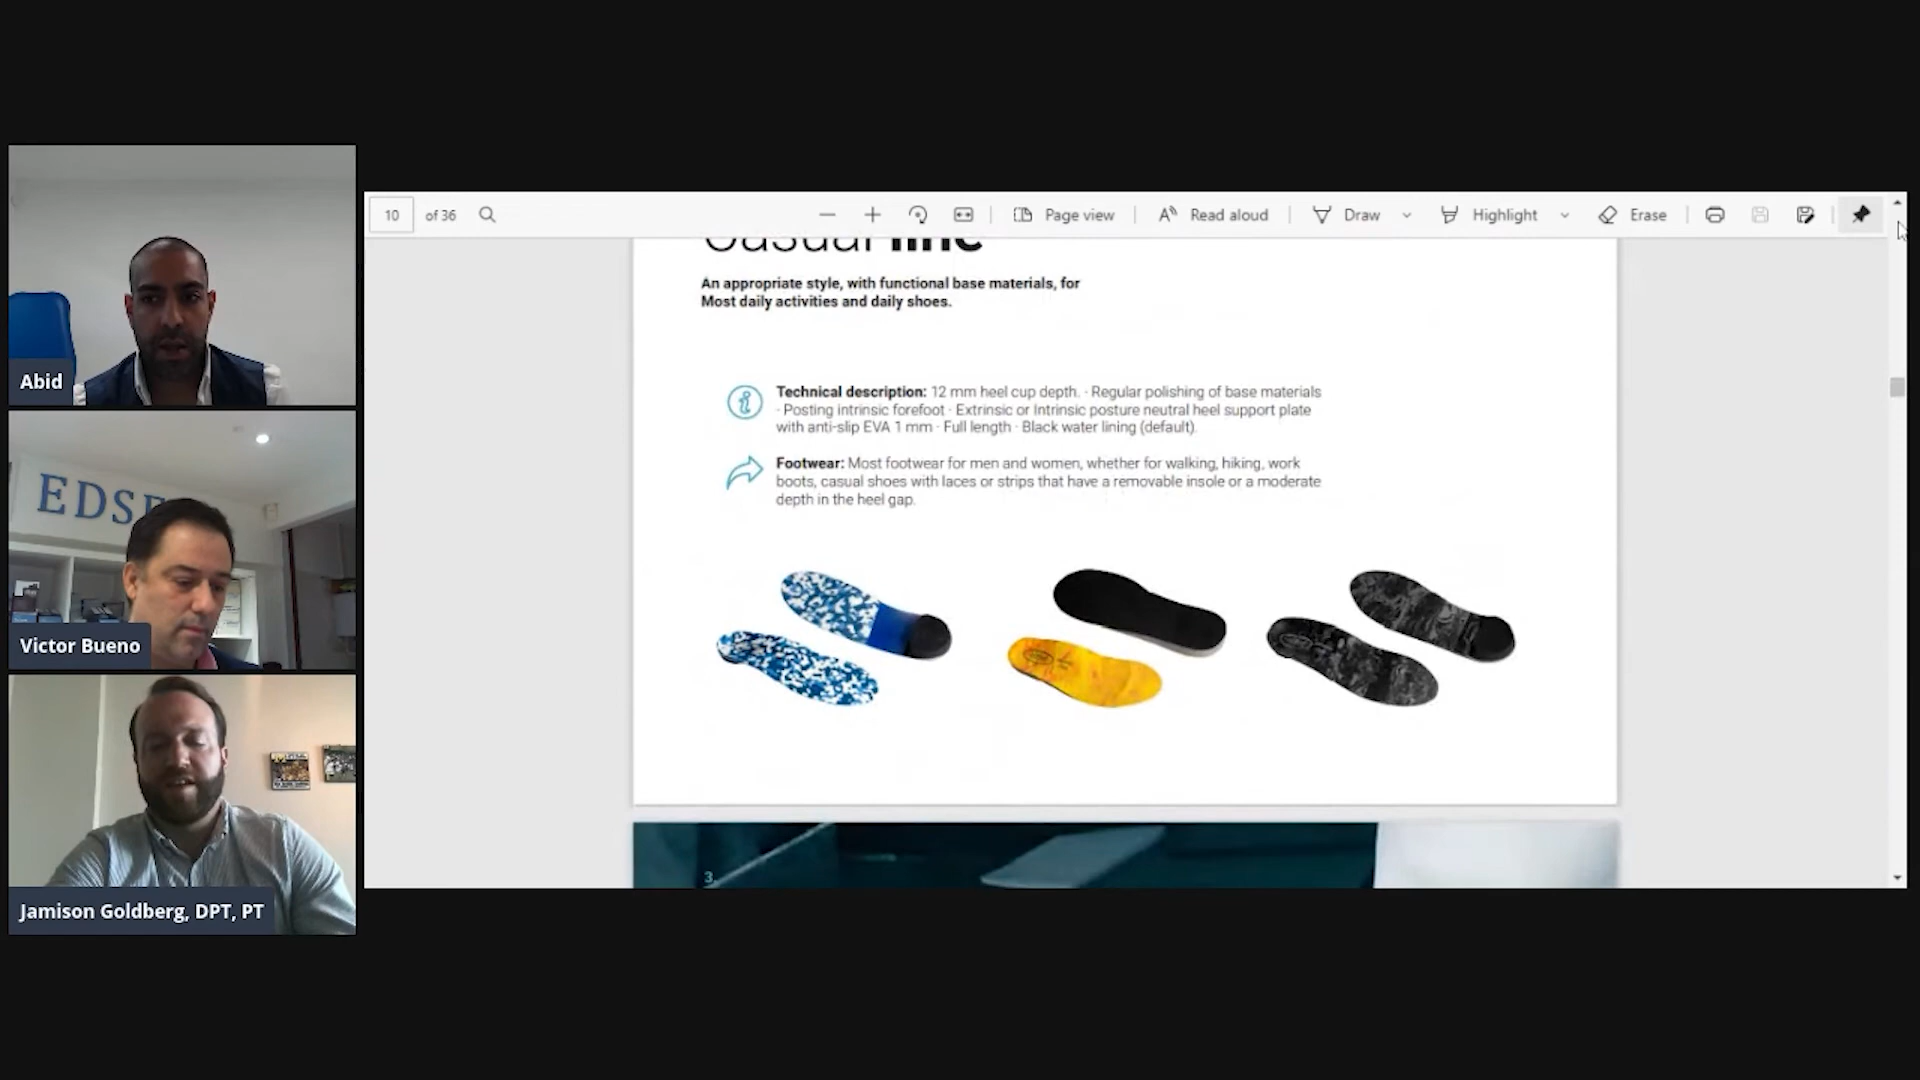 10 of 36
Page view
Read aloud
Draw
Highlight
Erase
Casual line
An appropriate style, with functional base materials, for
Most daily activities and daily shoes.
Technical description: 12 mm heel cup depth. · Regular polishing of base materials
· Posting intrinsic forefoot · Extrinsic or Intrinsic posture neutral heel support plate
with anti-slip EVA 1 mm · Full length · Black water lining (default).
Footwear: Most footwear for men and women, whether for walking, hiking, work
boots, casual shoes with laces or strips that have a removable insole or a moderate
depth in the heel gap.
3.
Abid
EDSE
Victor Bueno
Jamison Goldberg, DPT, PT